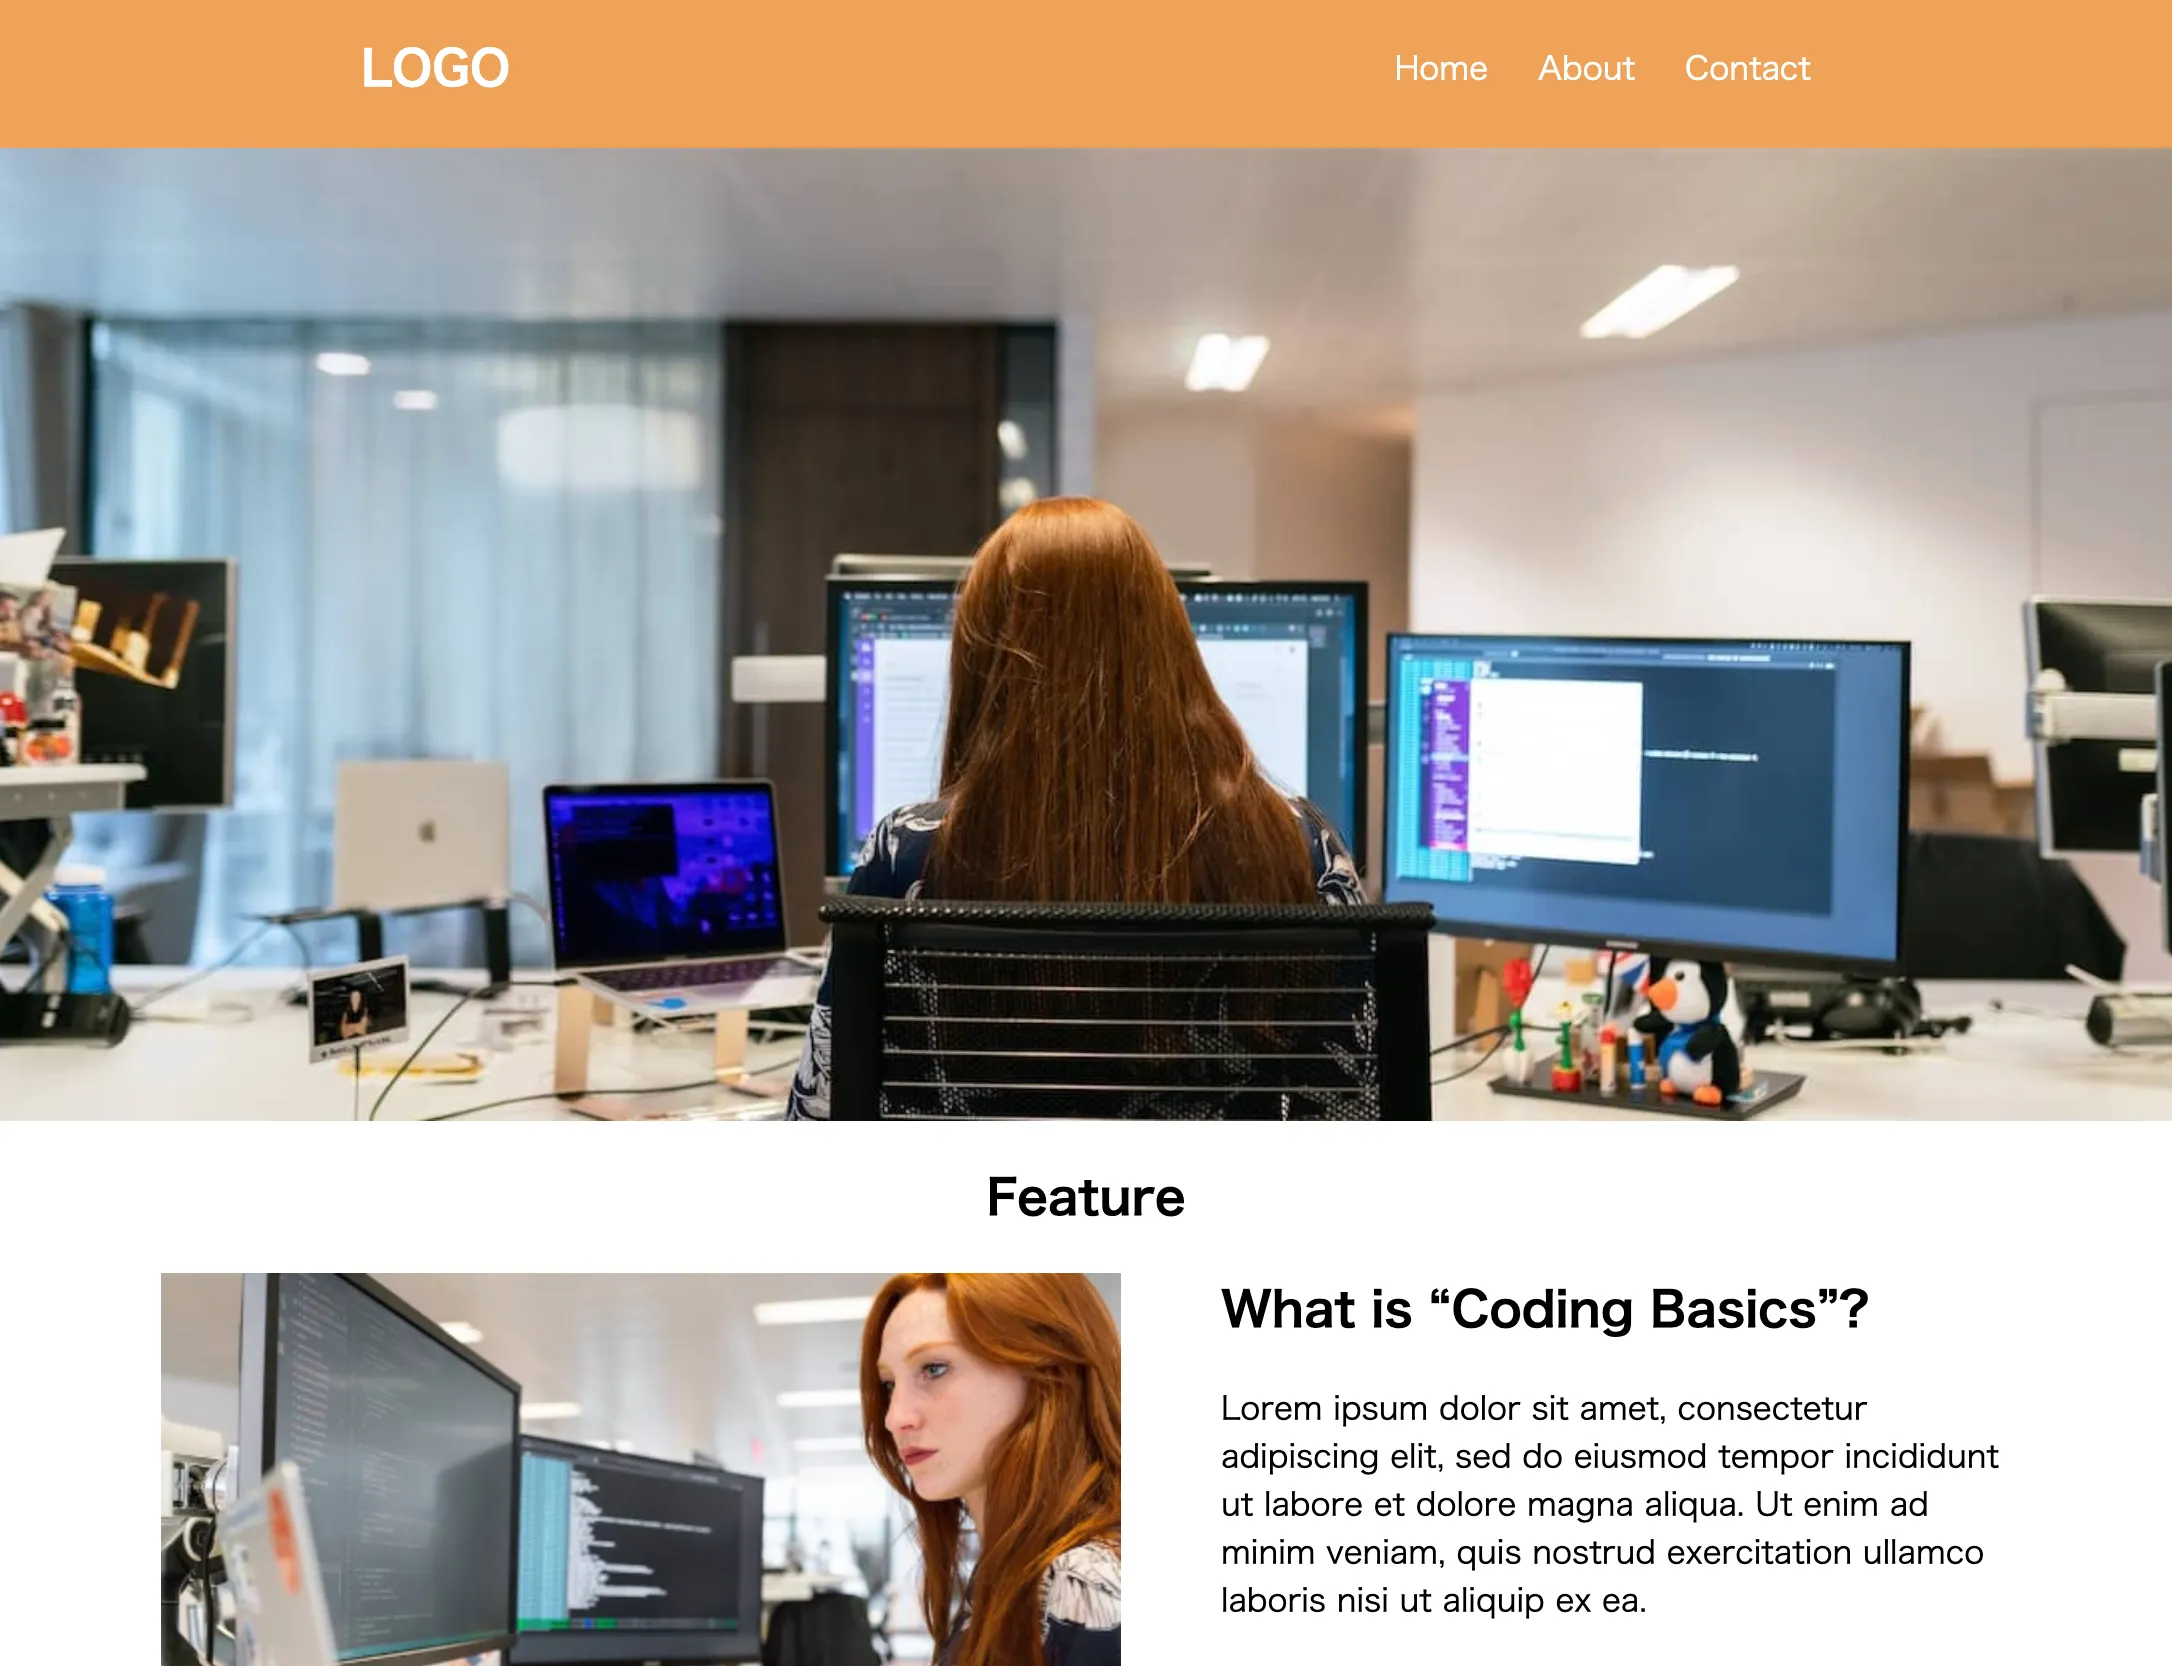 LOGO
Home About Contact
Feature
What is “Coding Basics”?
Lorem ipsum dolor sit amet, consectetur
adipiscing elit, sed do eiusmod tempor incididunt
ut labore et dolore magna aliqua. Ut enim ad
minim veniam, quis nostrud exercitation ullamco
laboris nisi ut aliquip ex ea.